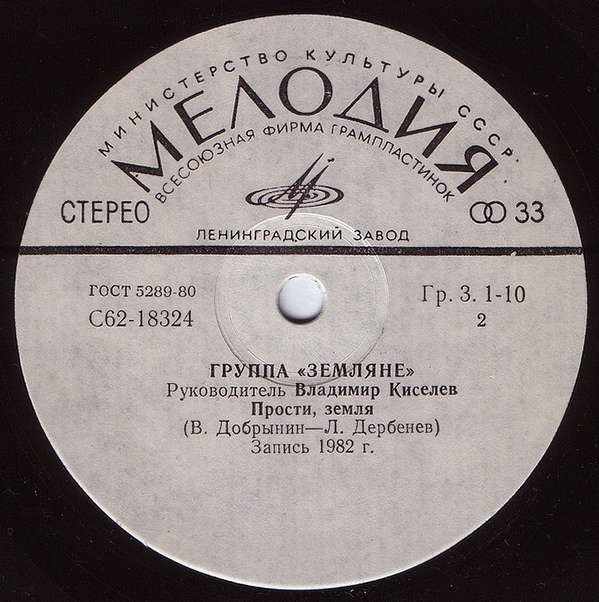 МИНИСТЕРСТВО КУЛЬТУРЫ СССР.
МЕЛОДИЯ
ВСЕСОЮЗНАЯ ФИРМА ГРАМПЛАСТИНОК
СТЕРЕО
33
ЛЕНИНГРАДСКИЙ ЗАВОД
ГОСТ 5289-80
Гр. 3. 1-10
С62-18324
2
ГРУППА «ЗЕМЛЯНЕ»
Руководитель Владимир Киселев
Прости, земля
(В. Добрынин—Л. Дербенев)
Запись 1982 г.